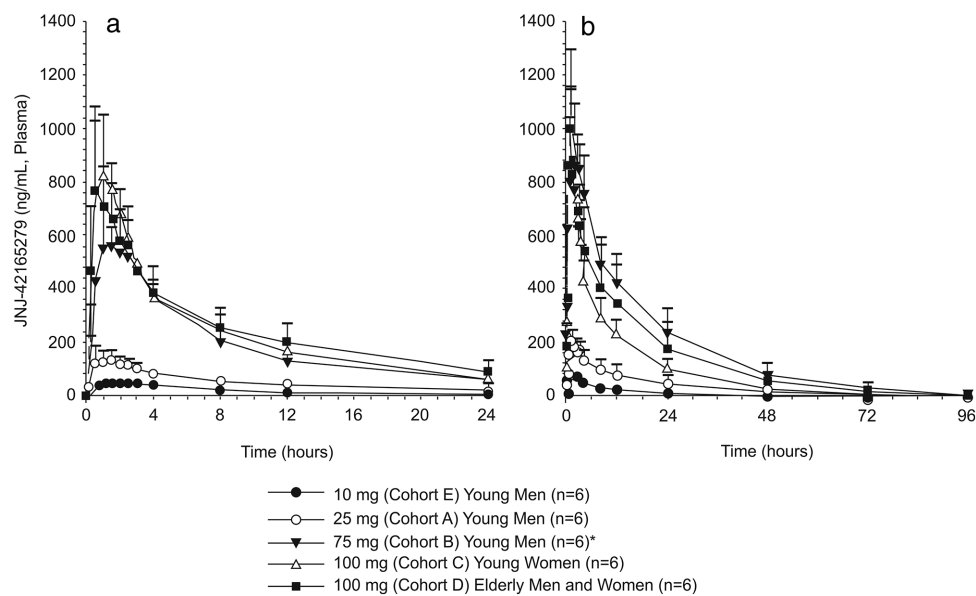 a
b
1400
1200
1000
800
600
400
200
0
JNJ-42165279 (ng/mL, Plasma)
0 4 8 12 16 20 24
Time (hours)
1400
1200
1000
800
600
400
200
0
0 24 48 72 96
Time (hours)
10 mg (Cohort E) Young Men (n=6)
25 mg (Cohort A) Young Men (n=6)
75 mg (Cohort B) Young Men (n=6)*
100 mg (Cohort C) Young Women (n=6)
100 mg (Cohort D) Elderly Men and Women (n=6)